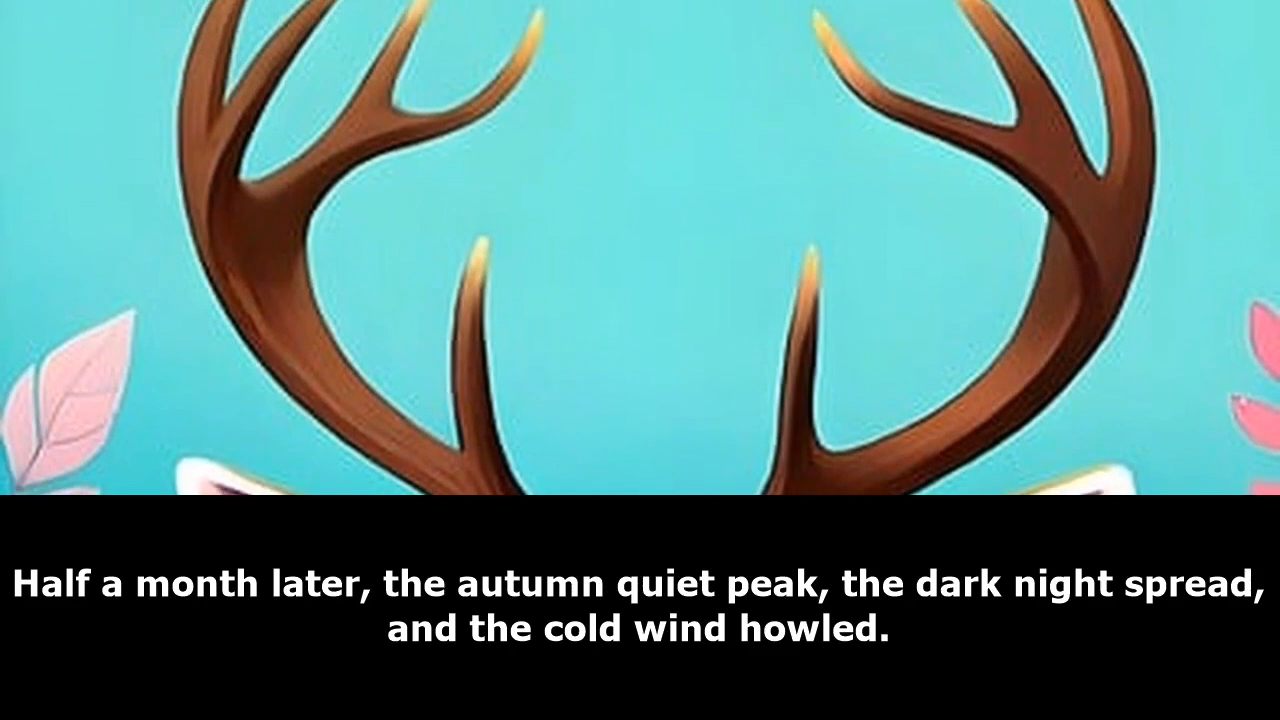 Half a month later, the autumn quiet peak, the dark night spread,
and the cold wind howled.